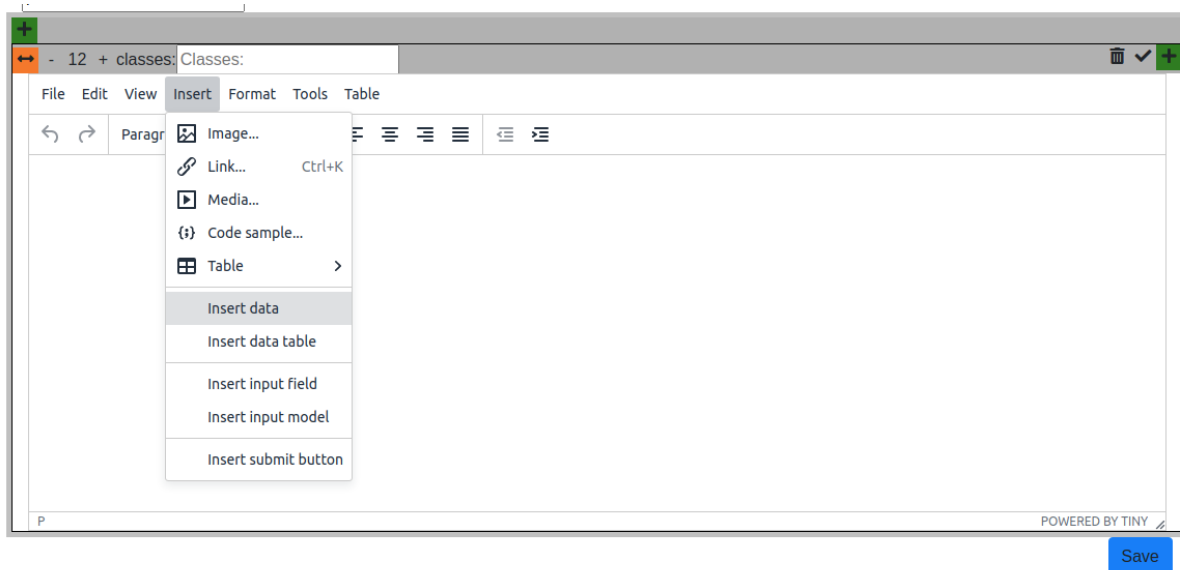 - 12 + classes: Classes:
File Edit View Insert Format Tools Table
Paragr
Image...
Link... Ctrl+K
Media...
Code sample...
Table
Insert data
Insert data table
Insert input field
Insert input model
Insert submit button
P POWERED BY TINY
Save